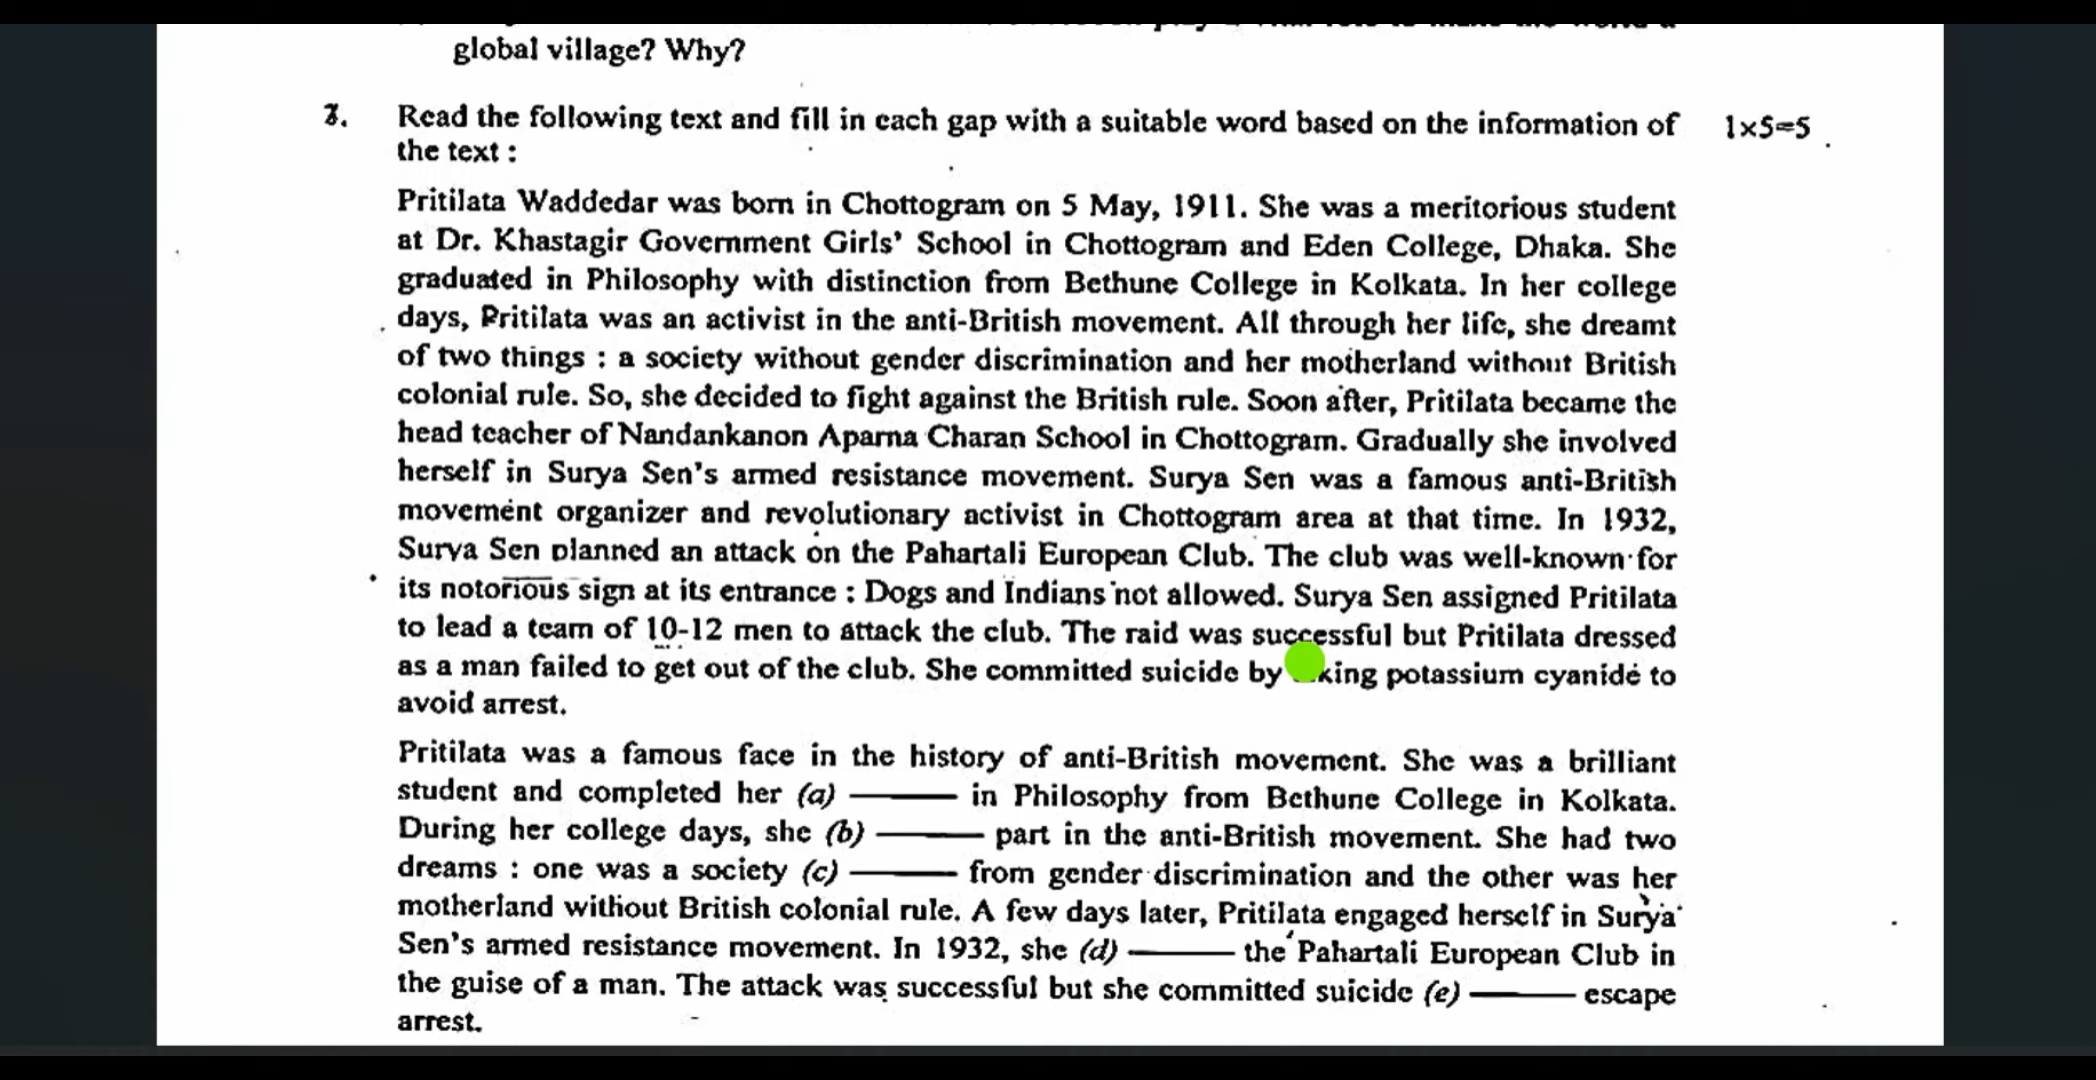 global village? Why?
3. Read the following text and fill in each gap with a suitable word based on the information of 1×5=5
the text :
Pritilata Waddedar was born in Chottogram on 5 May, 1911. She was a meritorious student
at Dr. Khastagir Government Girls' School in Chottogram and Eden College, Dhaka. She
graduated in Philosophy with distinction from Bethune College in Kolkata. In her college
days, Pritilata was an activist in the anti-British movement. All through her life, she dreamt
of two things : a society without gender discrimination and her motherland without British
colonial rule. So, she decided to fight against the British rule. Soon after, Pritilata became the
head teacher of Nandankanon Aparna Charan School in Chottogram. Gradually she involved
herself in Surya Sen's armed resistance movement. Surya Sen was a famous anti-British
movement organizer and revolutionary activist in Chottogram area at that time. In 1932,
Surya Sen planned an attack on the Pahartali European Club. The club was well-known for
its notorious sign at its entrance : Dogs and Indians not allowed. Surya Sen assigned Pritilata
to lead a team of 10-12 men to attack the club. The raid was successful but Pritilata dressed
as a man failed to get out of the club. She committed suicide by king potassium cyanide to
avoid arrest.
Pritilata was a famous face in the history of anti-British movement. She was a brilliant
student and completed her (a) ——— in Philosophy from Bethune College in Kolkata.
During her college days, she (b) ——— part in the anti-British movement. She had two
dreams : one was a society (c) ——— from gender discrimination and the other was her
motherland without British colonial rule. A few days later, Pritilata engaged herself in Surya
Sen's armed resistance movement. In 1932, she (d) ——— the Pahartali European Club in
the guise of a man. The attack was successful but she committed suicide (e) ——— escape
arrest.